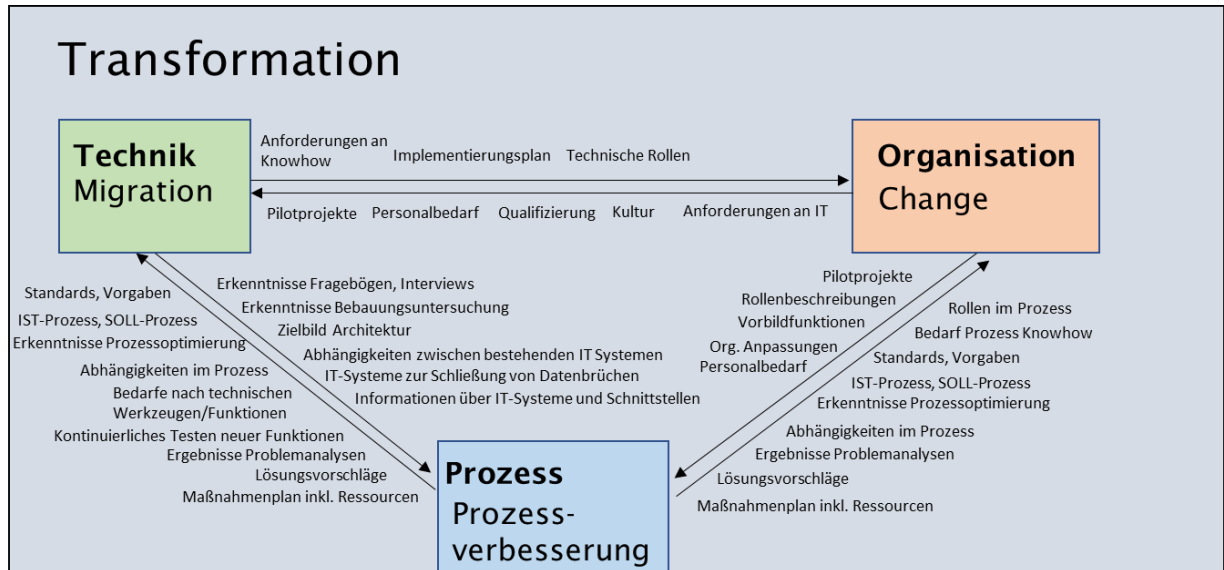 Transformation
Technik
Migration
Anforderungen an
Knowhow
Implementierungsplan
Technische Rollen
Organisation
Change
Pilotprojekte
Personalbedarf
Qualifizierung
Kultur
Anforderungen an IT
Standards, Vorgaben
IST-Prozess, SOLL-Prozess
Erkenntnisse Prozessoptimierung
Abhängigkeiten im Prozess
Bedarfe nach technischen
Werkzeugen/Funktionen
Kontinuierliches Testen neuer Funktionen
Ergebnisse Problemanalysen
Lösungsvorschläge
Maßnahmenplan inkl. Ressourcen
Erkenntnisse Fragebögen, Interviews
Erkenntnisse Bebauungsuntersuchung
Zielbild Architektur
Abhängigkeiten zwischen bestehenden IT Systemen
IT-Systeme zur Schließung von Datenbrüchen
Informationen über IT-Systeme und Schnittstellen
Pilotprojekte
Rollenbeschreibungen
Vorbildfunktionen
Org. Anpassungen
Personalbedarf
Rollen im Prozess
Bedarf Prozess Knowhow
Standards, Vorgaben
IST-Prozess, SOLL-Prozess
Erkenntnisse Prozessoptimierung
Abhängigkeiten im Prozess
Ergebnisse Problemanalysen
Lösungsvorschläge
Maßnahmenplan inkl. Ressourcen
Prozess
Prozess-
verbesserung